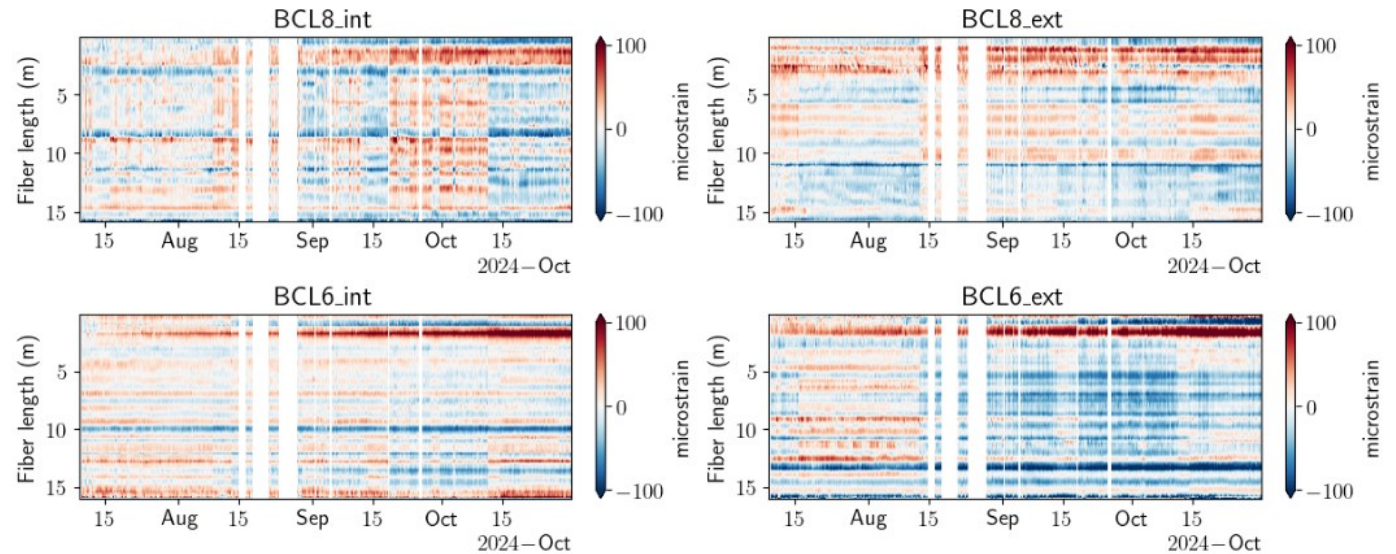 BCL8_int
Fiber length (m)
5
10
15
15
Aug
15
Sep
15
Oct
15
2024−Oct
100
0
−100
microstrain
BCL8_ext
Fiber length (m)
5
10
15
15
Aug
15
Sep
15
Oct
15
2024−Oct
100
0
−100
microstrain
BCL6_int
Fiber length (m)
5
10
15
15
Aug
15
Sep
15
Oct
15
2024−Oct
100
0
−100
microstrain
BCL6_ext
Fiber length (m)
5
10
15
15
Aug
15
Sep
15
Oct
15
2024−Oct
100
0
−100
microstrain